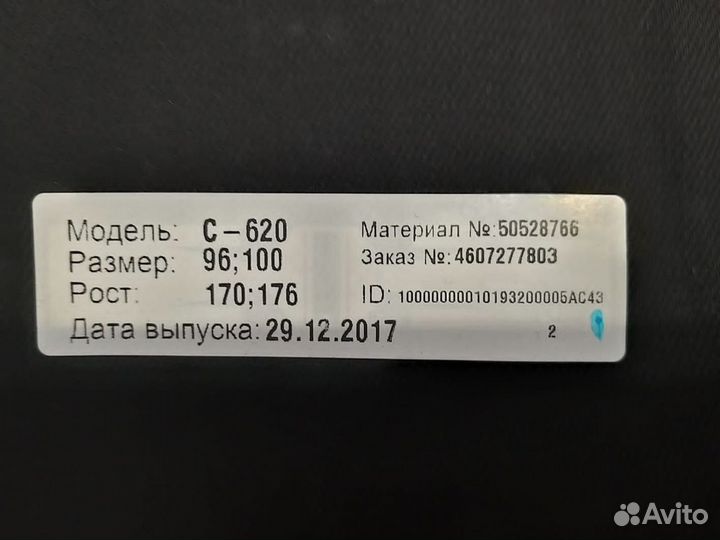 Модель: С-620
Размер: 96;100
Рост: 170;176
Дата выпуска: 29.12.2017
Материал №:50528766
Заказ №:4607277803
ID: 10000000010193200005AC43
2
Avito